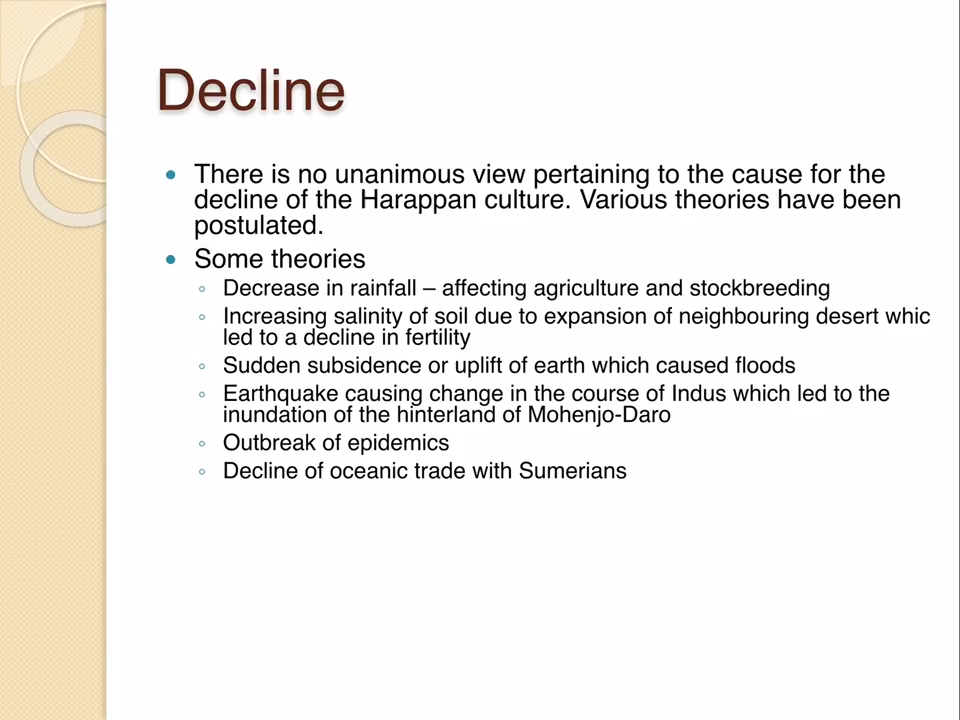 Decline
• There is no unanimous view pertaining to the cause for the
decline of the Harappan culture. Various theories have been
postulated.
• Some theories
◦ Decrease in rainfall – affecting agriculture and stockbreeding
◦ Increasing salinity of soil due to expansion of neighbouring desert whic
led to a decline in fertility
◦ Sudden subsidence or uplift of earth which caused floods
◦ Earthquake causing change in the course of Indus which led to the
inundation of the hinterland of Mohenjo-Daro
◦ Outbreak of epidemics
◦ Decline of oceanic trade with Sumerians